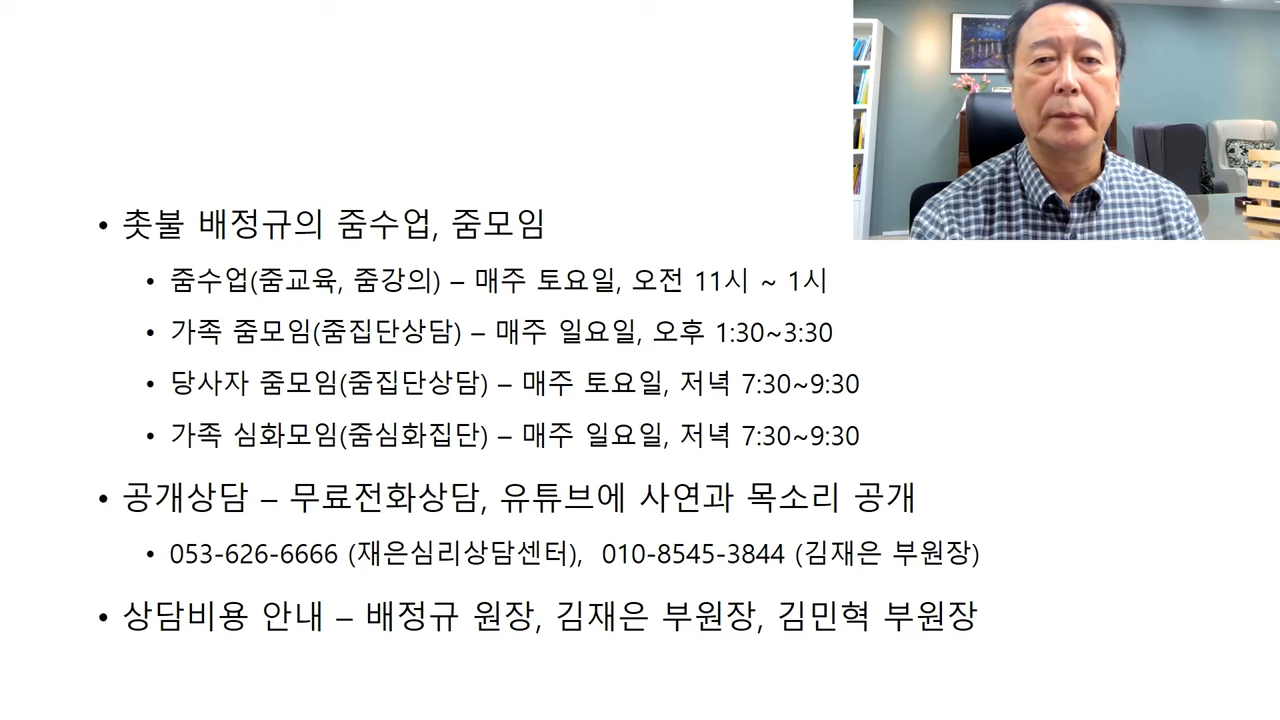 • 촛불 배정규의 줌수업, 줌모임
• 줌수업(줌교육, 줌강의) – 매주 토요일, 오전 11시 ~ 1시
• 가족 줌모임(줌집단상담) – 매주 일요일, 오후 1:30~3:30
• 당사자 줌모임(줌집단상담) – 매주 토요일, 저녁 7:30~9:30
• 가족 심화모임(줌심화집단) – 매주 일요일, 저녁 7:30~9:30
• 공개상담 – 무료전화상담, 유튜브에 사연과 목소리 공개
• 053-626-6666 (재은심리상담센터), 010-8545-3844 (김재은 부원장)
• 상담비용 안내 – 배정규 원장, 김재은 부원장, 김민혁 부원장